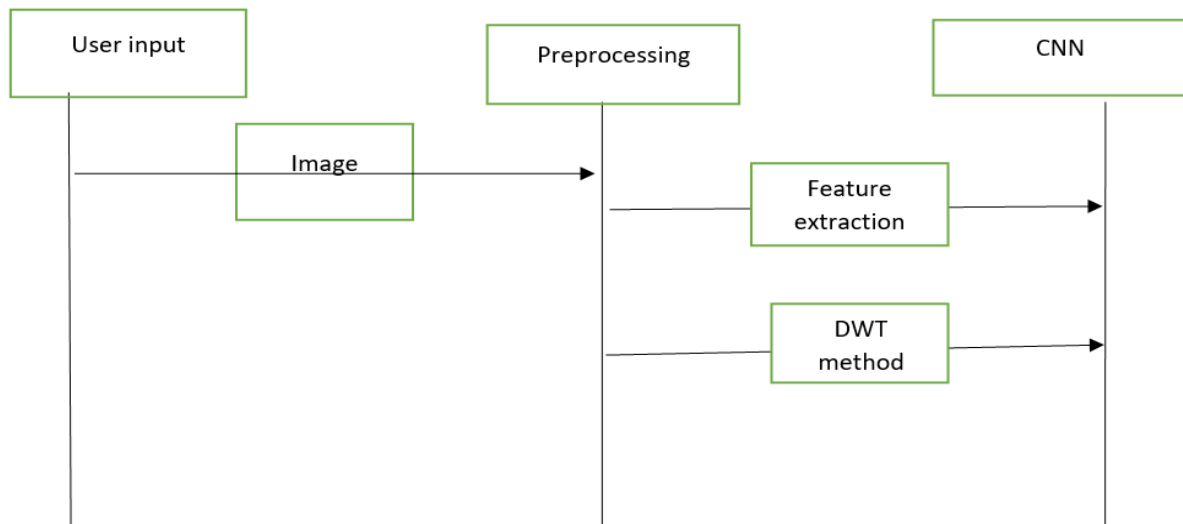 User input
Preprocessing
CNN
Image
Feature
extraction
DWT
method